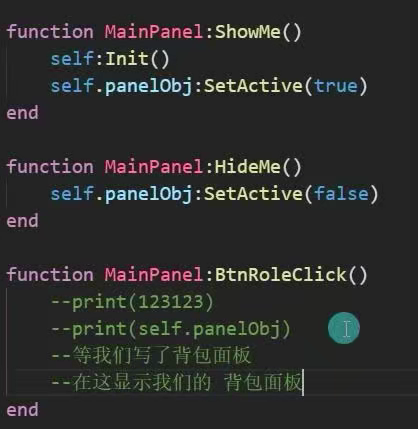 function MainPanel:ShowMe()
    self:Init()
    self.panelObj:SetActive(true)
end

function MainPanel:HideMe()
    self.panelObj:SetActive(false)
end

function MainPanel:BtnRoleClick()
    --print(123123)
    --print(self.panelObj)
    --等我们写了背包面板
    --在这显示我们的 背包面板
end